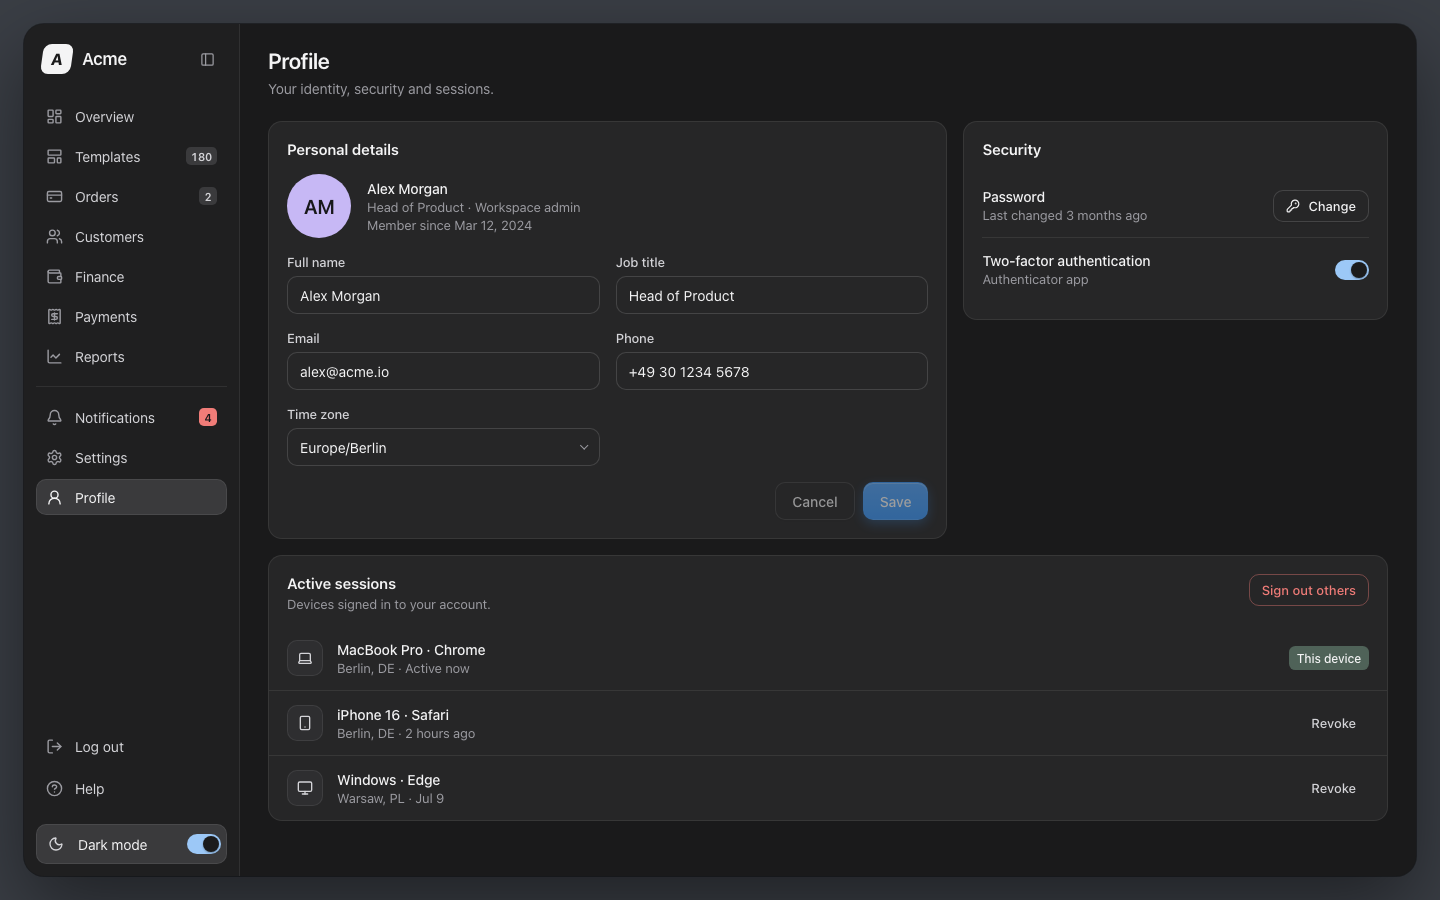 A Acme
Overview
Templates 180
Orders 2
Customers
Finance
Payments
Reports
Notifications 4
Settings
Profile
Log out
Help
Dark mode
Profile
Your identity, security and sessions.
Personal details
AM
Alex Morgan
Head of Product · Workspace admin
Member since Mar 12, 2024
Full name
Alex Morgan
Job title
Head of Product
Email
alex@acme.io
Phone
+49 30 1234 5678
Time zone
Europe/Berlin
Cancel
Save
Security
Password
Last changed 3 months ago
Change
Two-factor authentication
Authenticator app
Active sessions
Devices signed in to your account.
Sign out others
MacBook Pro · Chrome
Berlin, DE · Active now
This device
iPhone 16 · Safari
Berlin, DE · 2 hours ago
Revoke
Windows · Edge
Warsaw, PL · Jul 9
Revoke